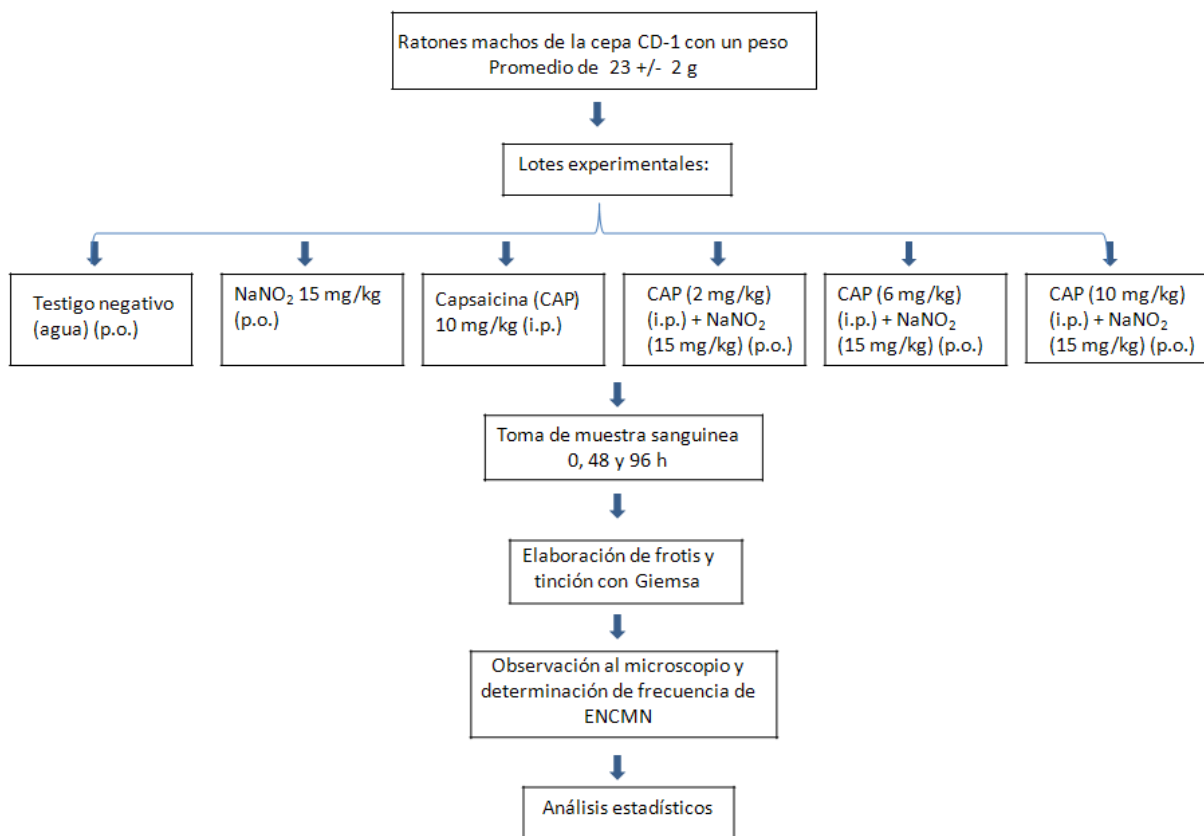 Ratones machos de la cepa CD-1 con un peso
Promedio de 23 +/- 2 g
Lotes experimentales:
Testigo negativo
(agua) (p.o.)
NaNO₂ 15 mg/kg
(p.o.)
Capsaicina (CAP)
10 mg/kg (i.p.)
CAP (2 mg/kg)
(i.p.) + NaNO₂
(15 mg/kg) (p.o.)
CAP (6 mg/kg)
(i.p.) + NaNO₂
(15 mg/kg) (p.o.)
CAP (10 mg/kg)
(i.p.) + NaNO₂
(15 mg/kg) (p.o.)
Toma de muestra sanguinea
0, 48 y 96 h
Elaboración de frotis y
tinción con Giemsa
Observación al microscopio y
determinación de frecuencia de
ENCMN
Análisis estadísticos